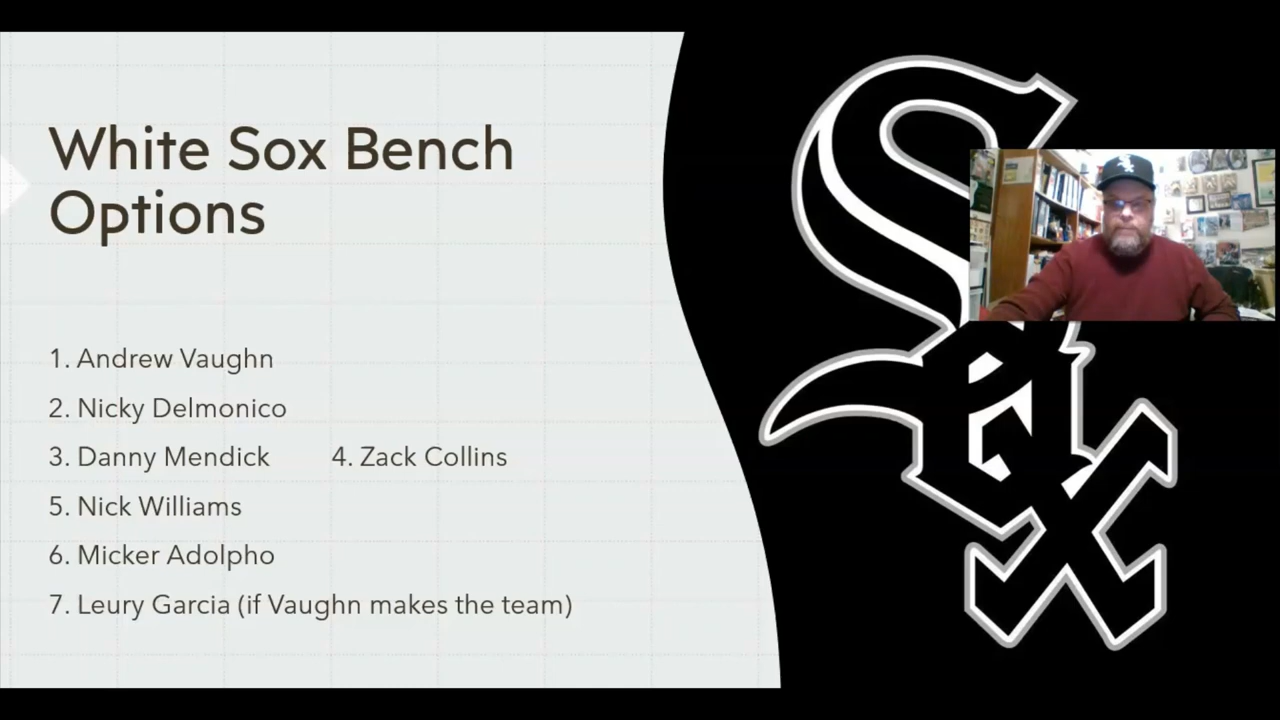 White Sox Bench
Options
1. Andrew Vaughn
2. Nicky Delmonico
3. Danny Mendick 4. Zack Collins
5. Nick Williams
6. Micker Adolpho
7. Leury Garcia (if Vaughn makes the team)
Sox